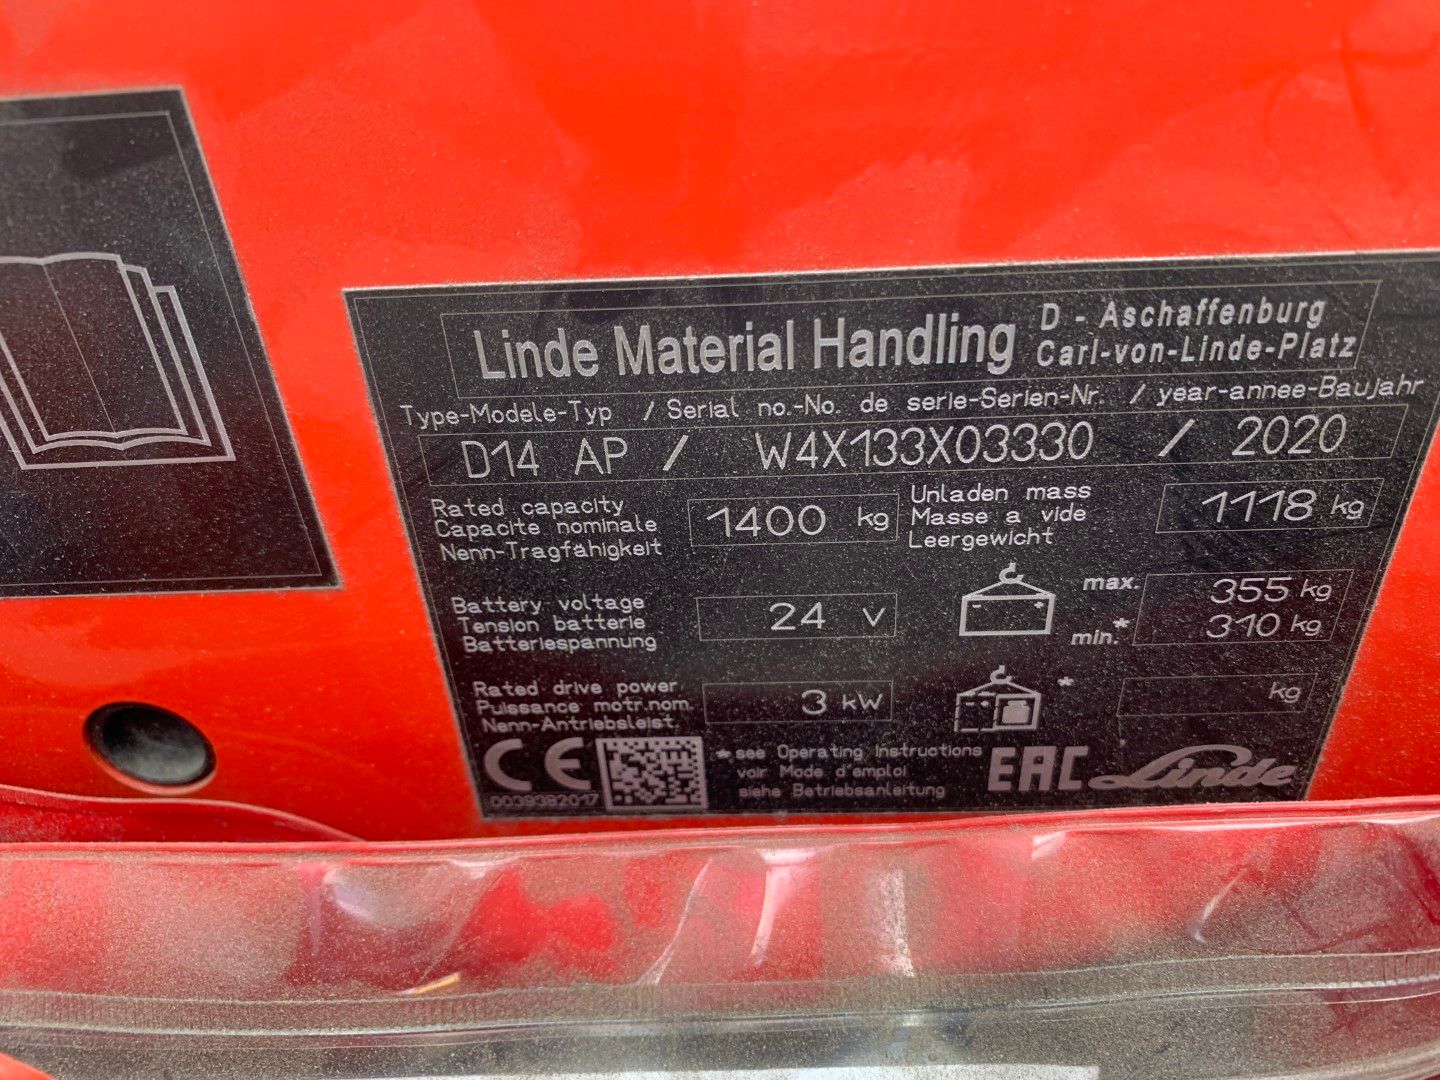 Linde Material Handling D - Aschaffenburg
Carl-von-Linde-Platz
Type-Modele-Typ / Serial no.-No. de serie-Serien-Nr. / year-annee-Baujahr
D14 AP / W4X133X03330 / 2020
Rated capacity
Capacite nominale
Nenn-Tragfähigkeit
1400 kg
Unladen mass
Masse a vide
Leergewicht
1118 kg
Battery voltage
Tension batterie
Batteriespannung
24 V
max. 355 kg
min.* 310 kg
Rated drive power
Puissance motr.nom.
Nenn-Antriebsleist.
3 kW
* kg
CE
0039382017
*see Operating Instructions
voir Mode d'emploi
siehe Betriebsanleitung
EAC Linde